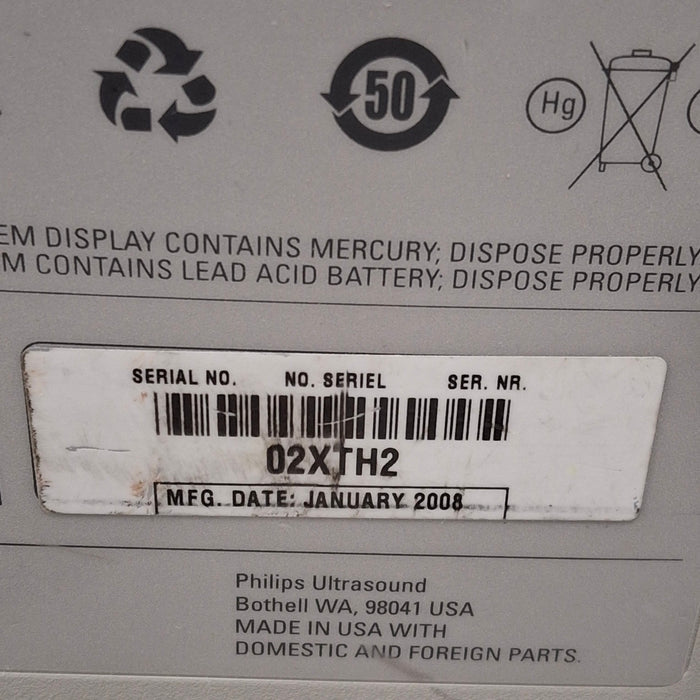 50
Hg
EM DISPLAY CONTAINS MERCURY; DISPOSE PROPERLY
M CONTAINS LEAD ACID BATTERY; DISPOSE PROPERLY
SERIAL NO. NO. SERIEL SER. NR.
02XTH2
MFG. DATE: JANUARY 2008
Philips Ultrasound
Bothell WA, 98041 USA
MADE IN USA WITH
DOMESTIC AND FOREIGN PARTS.